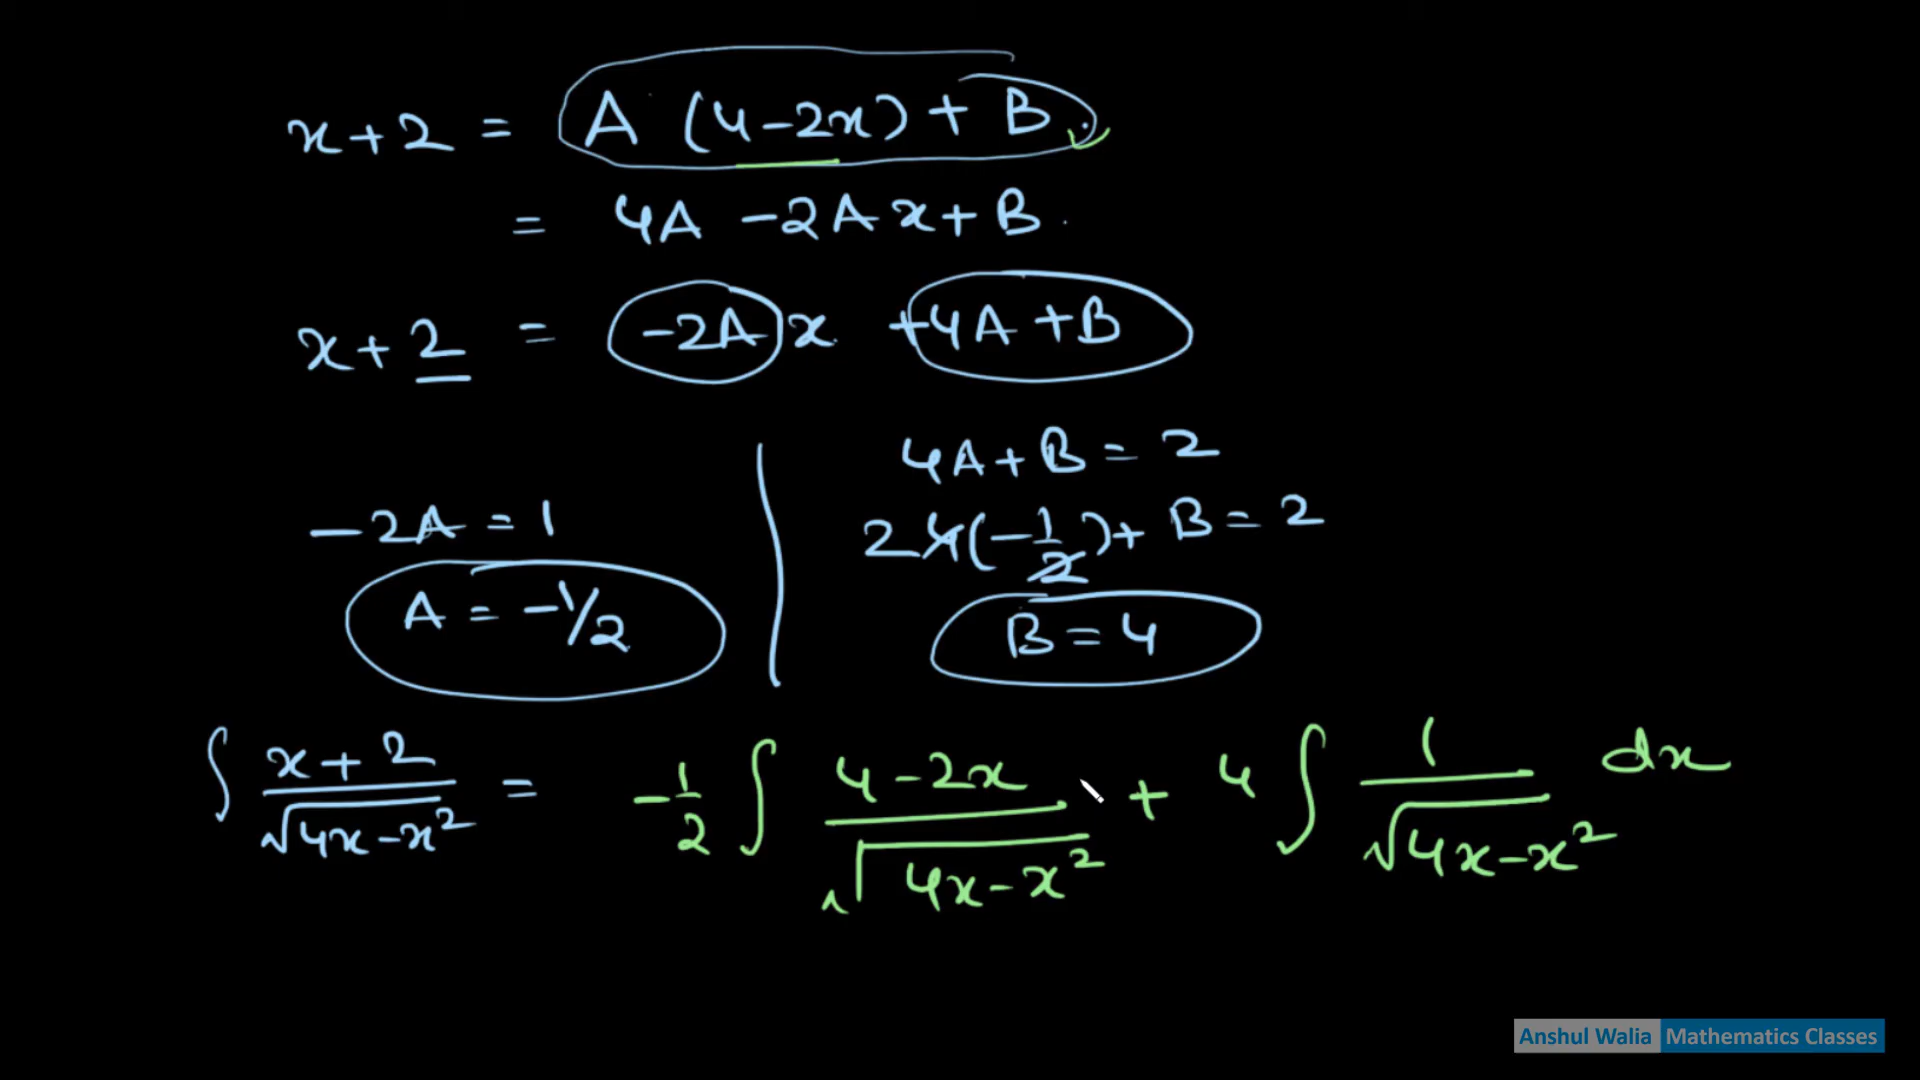 x+2 = A (4-2x) + B
= 4A -2Ax+B
x+2 = -2A x +4A +B
4A+B = 2
-2A = 1
2 4(-1/2) + B = 2
A = -1/2
B = 4
∫ x+2/√4x-x² = -1/2 ∫ 4-2x/√4x-x² + 4 ∫ 1/√4x-x² dx
Anshul Walia Mathematics Classes